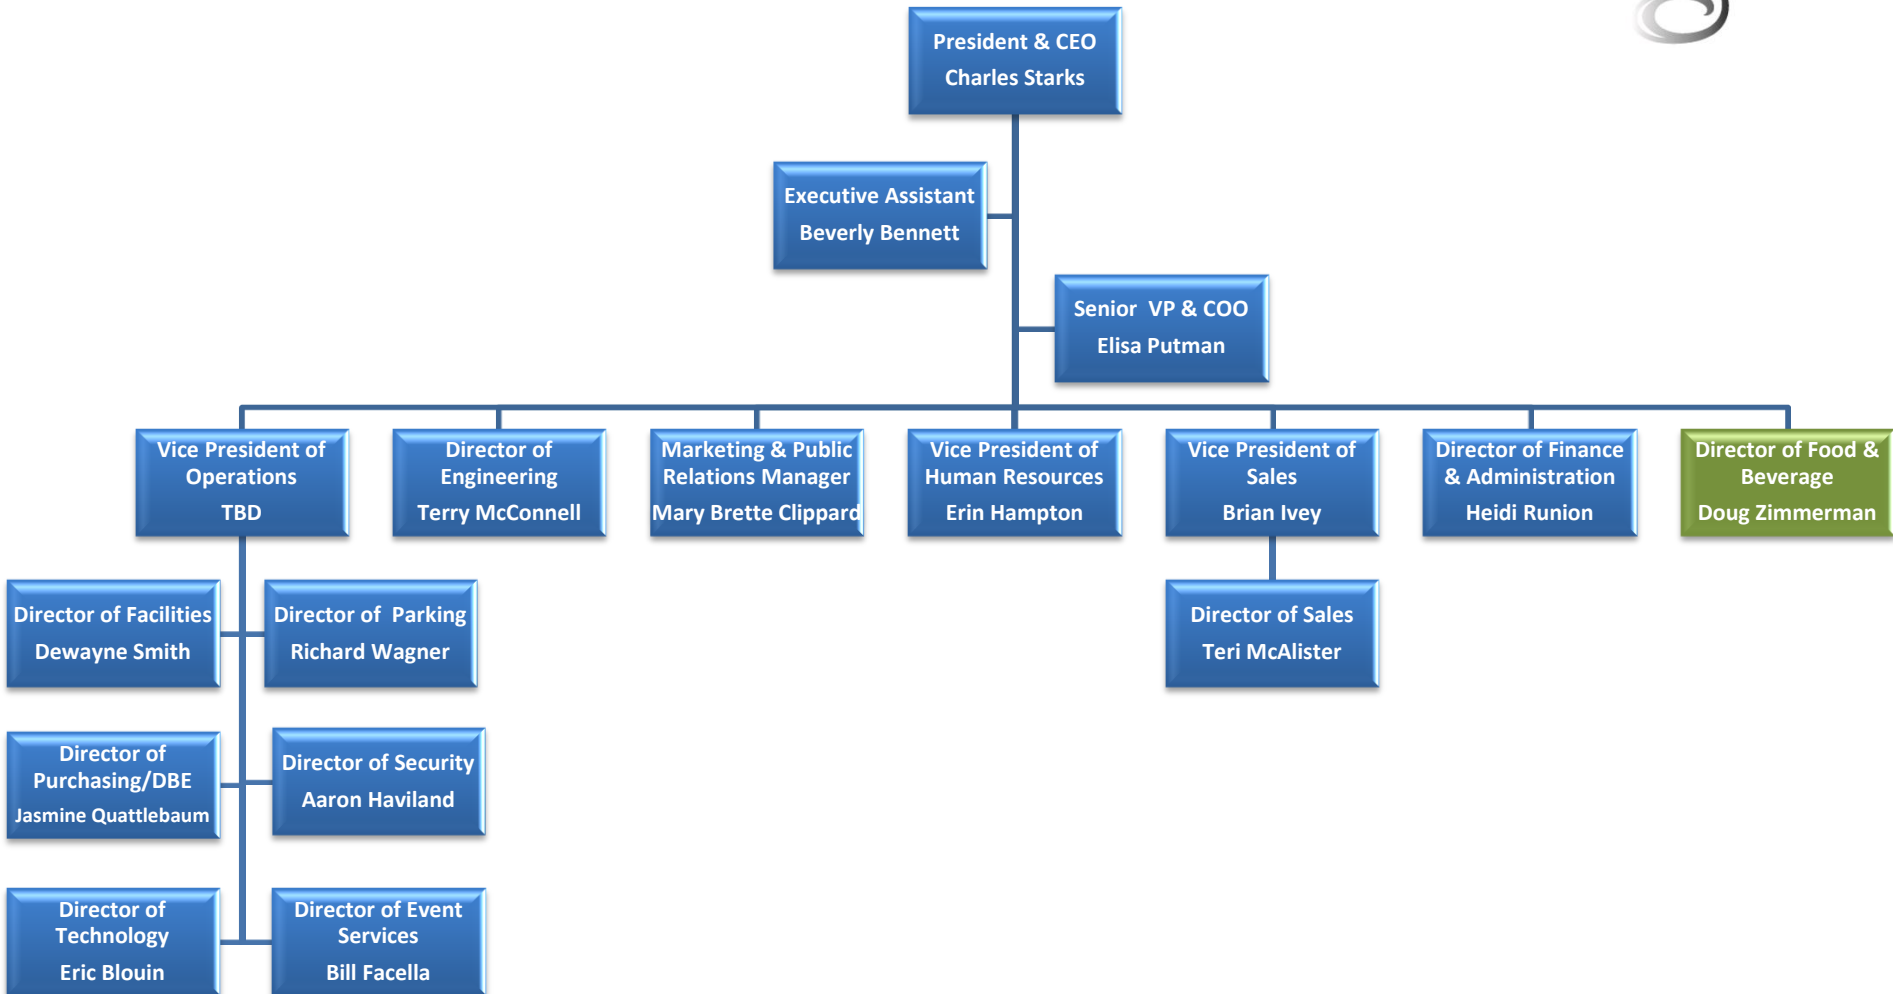 President & CEO
Charles Starks
Executive Assistant
Beverly Bennett
Senior VP & COO
Elisa Putman
Vice President of
Operations
TBD
Director of
Engineering
Terry McConnell
Marketing & Public
Relations Manager
Mary Brette Clippard
Vice President of
Human Resources
Erin Hampton
Vice President of
Sales
Brian Ivey
Director of Finance
& Administration
Heidi Runion
Director of Food &
Beverage
Doug Zimmerman
Director of Facilities
Dewayne Smith
Director of Parking
Richard Wagner
Director of Sales
Teri McAlister
Director of
Purchasing/DBE
Jasmine Quattlebaum
Director of Security
Aaron Haviland
Director of
Technology
Eric Blouin
Director of Event
Services
Bill Facella